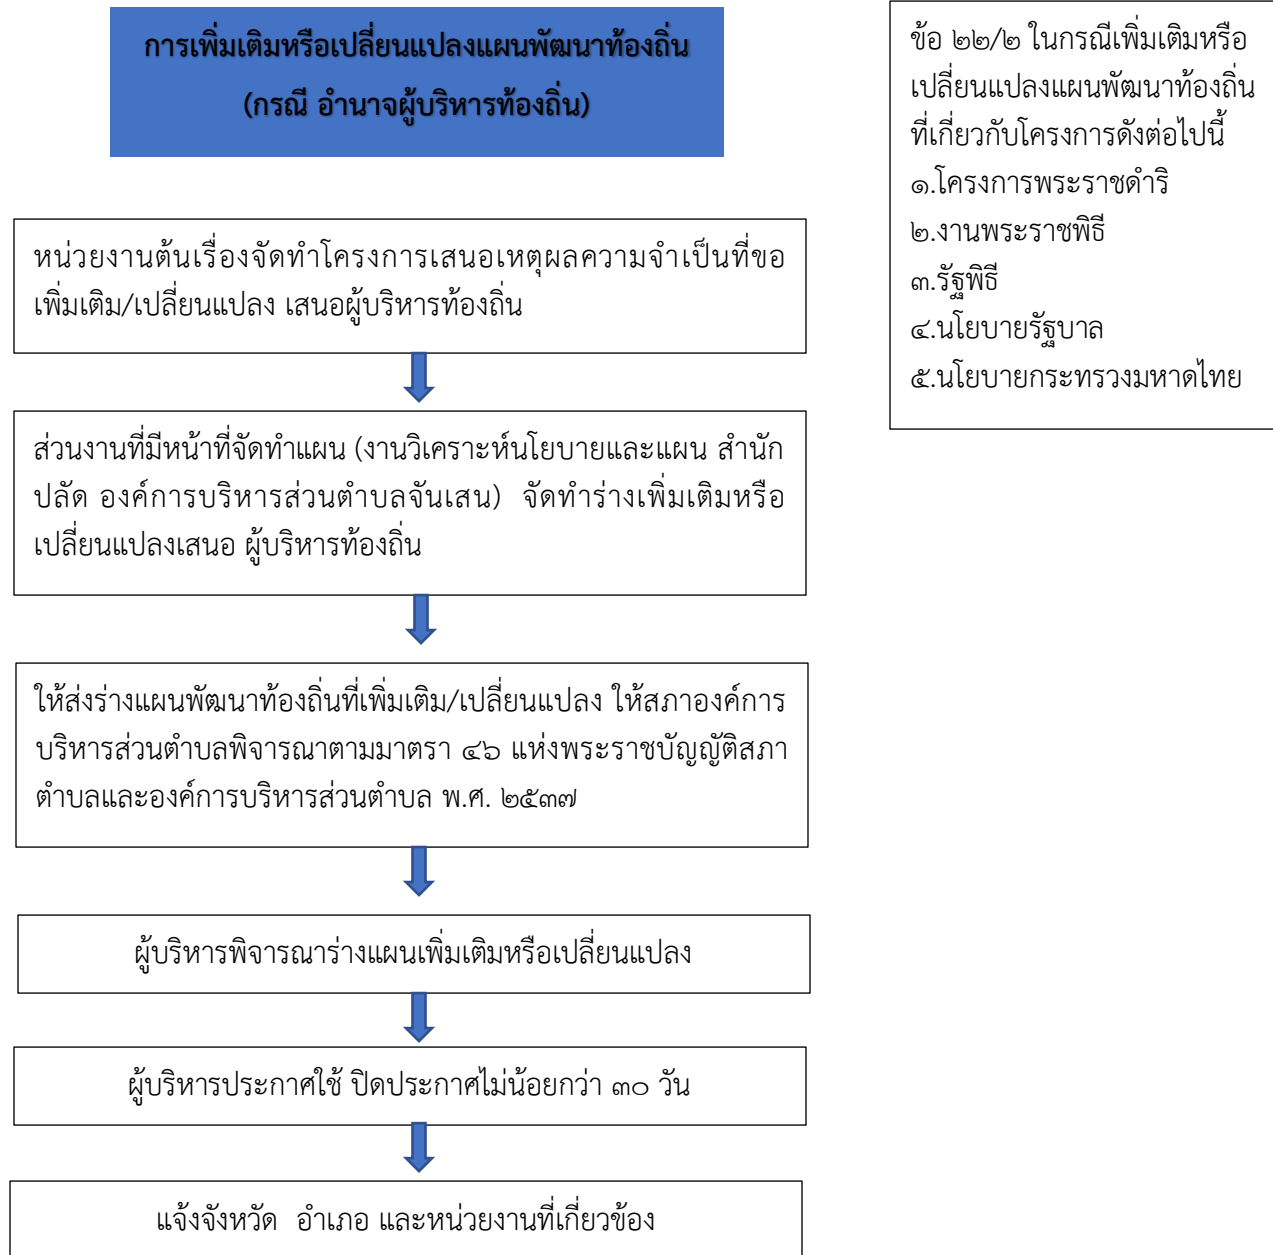 การเพิ่มเติมหรือเปลี่ยนแปลงแผนพัฒนาท้องถิ่น
(กรณี อำนาจผู้บริหารท้องถิ่น)
ข้อ ๒๒/๒ ในกรณีเพิ่มเติมหรือ
เปลี่ยนแปลงแผนพัฒนาท้องถิ่น
ที่เกี่ยวกับโครงการดังต่อไปนี้
๑.โครงการพระราชดำริ
๒.งานพระราชพิธี
๓.รัฐพิธี
๔.นโยบายรัฐบาล
๕.นโยบายกระทรวงมหาดไทย
หน่วยงานต้นเรื่องจัดทำโครงการเสนอเหตุผลความจำเป็นที่ขอ
เพิ่มเติม/เปลี่ยนแปลง เสนอผู้บริหารท้องถิ่น
ส่วนงานที่มีหน้าที่จัดทำแผน (งานวิเคราะห์นโยบายและแผน สำนัก
ปลัด องค์การบริหารส่วนตำบลจันเสน) จัดทำร่างเพิ่มเติมหรือ
เปลี่ยนแปลงเสนอ ผู้บริหารท้องถิ่น
ให้ส่งร่างแผนพัฒนาท้องถิ่นที่เพิ่มเติม/เปลี่ยนแปลง ให้สภาองค์การ
บริหารส่วนตำบลพิจารณาตามมาตรา ๔๖ แห่งพระราชบัญญัติสภา
ตำบลและองค์การบริหารส่วนตำบล พ.ศ. ๒๕๓๗
ผู้บริหารพิจารณาร่างแผนเพิ่มเติมหรือเปลี่ยนแปลง
ผู้บริหารประกาศใช้ ปิดประกาศไม่น้อยกว่า ๓๐ วัน
แจ้งจังหวัด อำเภอ และหน่วยงานที่เกี่ยวข้อง